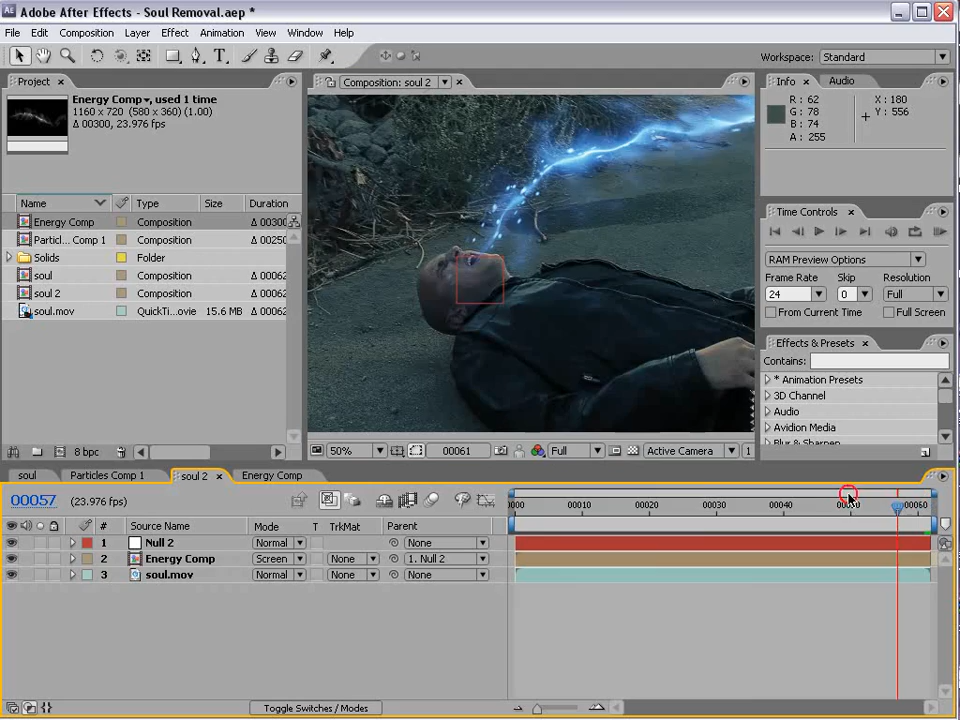 Adobe After Effects - Soul Removal.aep *
File Edit Composition Layer Effect Animation View Window Help
Workspace: Standard
Project
Energy Comp, used 1 time
1160 x 720 (580 x 360) (1.00)
Δ 00300, 23.976 fps
Name Type Size Duration
Energy Comp Composition Δ 00300
Particl... Comp 1 Composition Δ 00250
Solids Folder
soul Composition Δ 00062
soul 2 Composition Δ 00062
soul.mov QuickTi...ovie 15.6 MB Δ 00062
8 bpc
Composition: soul 2
50% 00061 Full Active Camera 1
Info Audio
R: 62 X: 180
G: 78 Y: 556
B: 74
A: 255
Time Controls
RAM Preview Options
Frame Rate Skip Resolution
24 0 Full
From Current Time Full Screen
Effects & Presets
Contains:
* Animation Presets
3D Channel
Audio
Avidion Media
Blur & Sharpen
soul Particles Comp 1 soul 2 Energy Comp
00057 (23.976 fps)
0000 00010 00020 00030 00040 00050 00060
# Source Name Mode T TrkMat Parent
1 Null 2 Normal None
2 Energy Comp Screen None 1. Null 2
3 soul.mov Normal None None
Toggle Switches / Modes